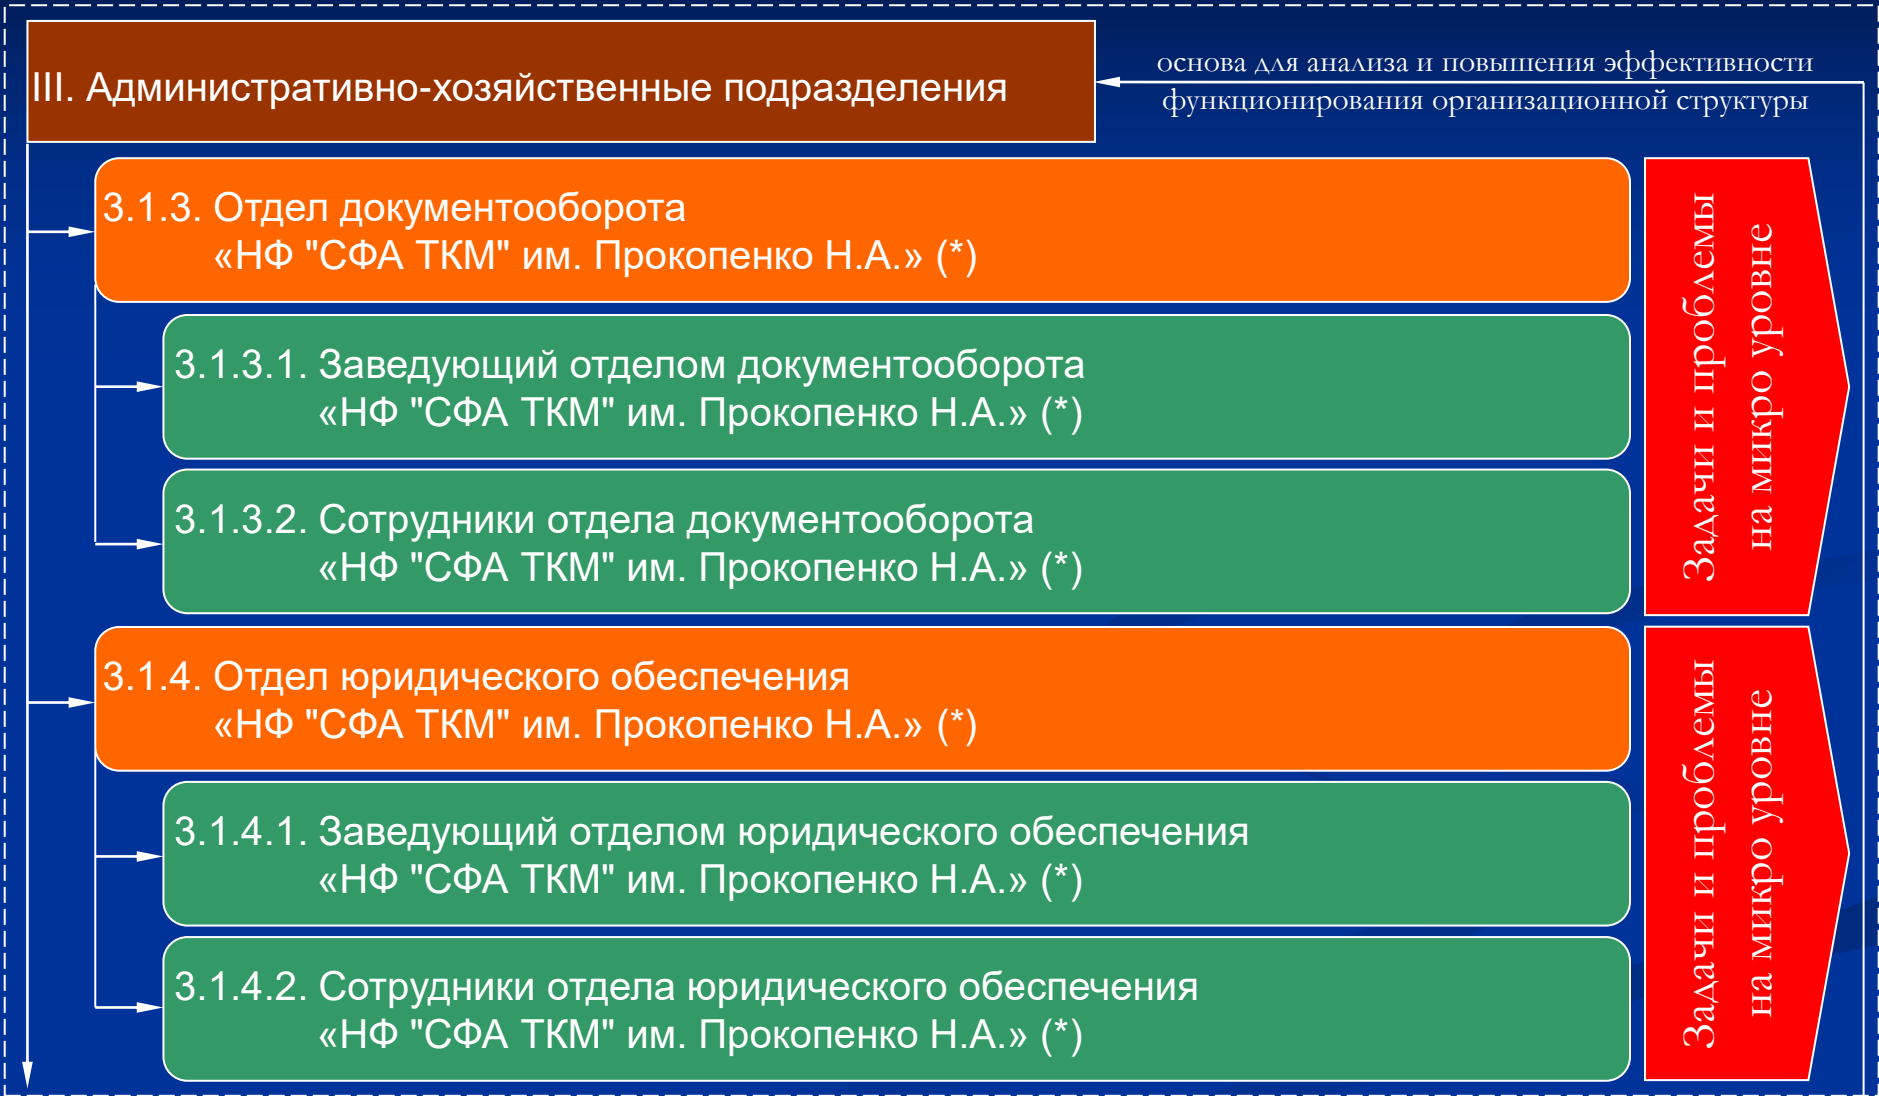 III. Административно-хозяйственные подразделения
основа для анализа и повышения эффективности
функционирования организационной структуры
3.1.3. Отдел документооборота
«НФ "СФА ТКМ" им. Прокопенко Н.А.» (*)
3.1.3.1. Заведующий отделом документооборота
«НФ "СФА ТКМ" им. Прокопенко Н.А.» (*)
3.1.3.2. Сотрудники отдела документооборота
«НФ "СФА ТКМ" им. Прокопенко Н.А.» (*)
Задачи и проблемы
на микро уровне
3.1.4. Отдел юридического обеспечения
«НФ "СФА ТКМ" им. Прокопенко Н.А.» (*)
3.1.4.1. Заведующий отделом юридического обеспечения
«НФ "СФА ТКМ" им. Прокопенко Н.А.» (*)
3.1.4.2. Сотрудники отдела юридического обеспечения
«НФ "СФА ТКМ" им. Прокопенко Н.А.» (*)
Задачи и проблемы
на микро уровне